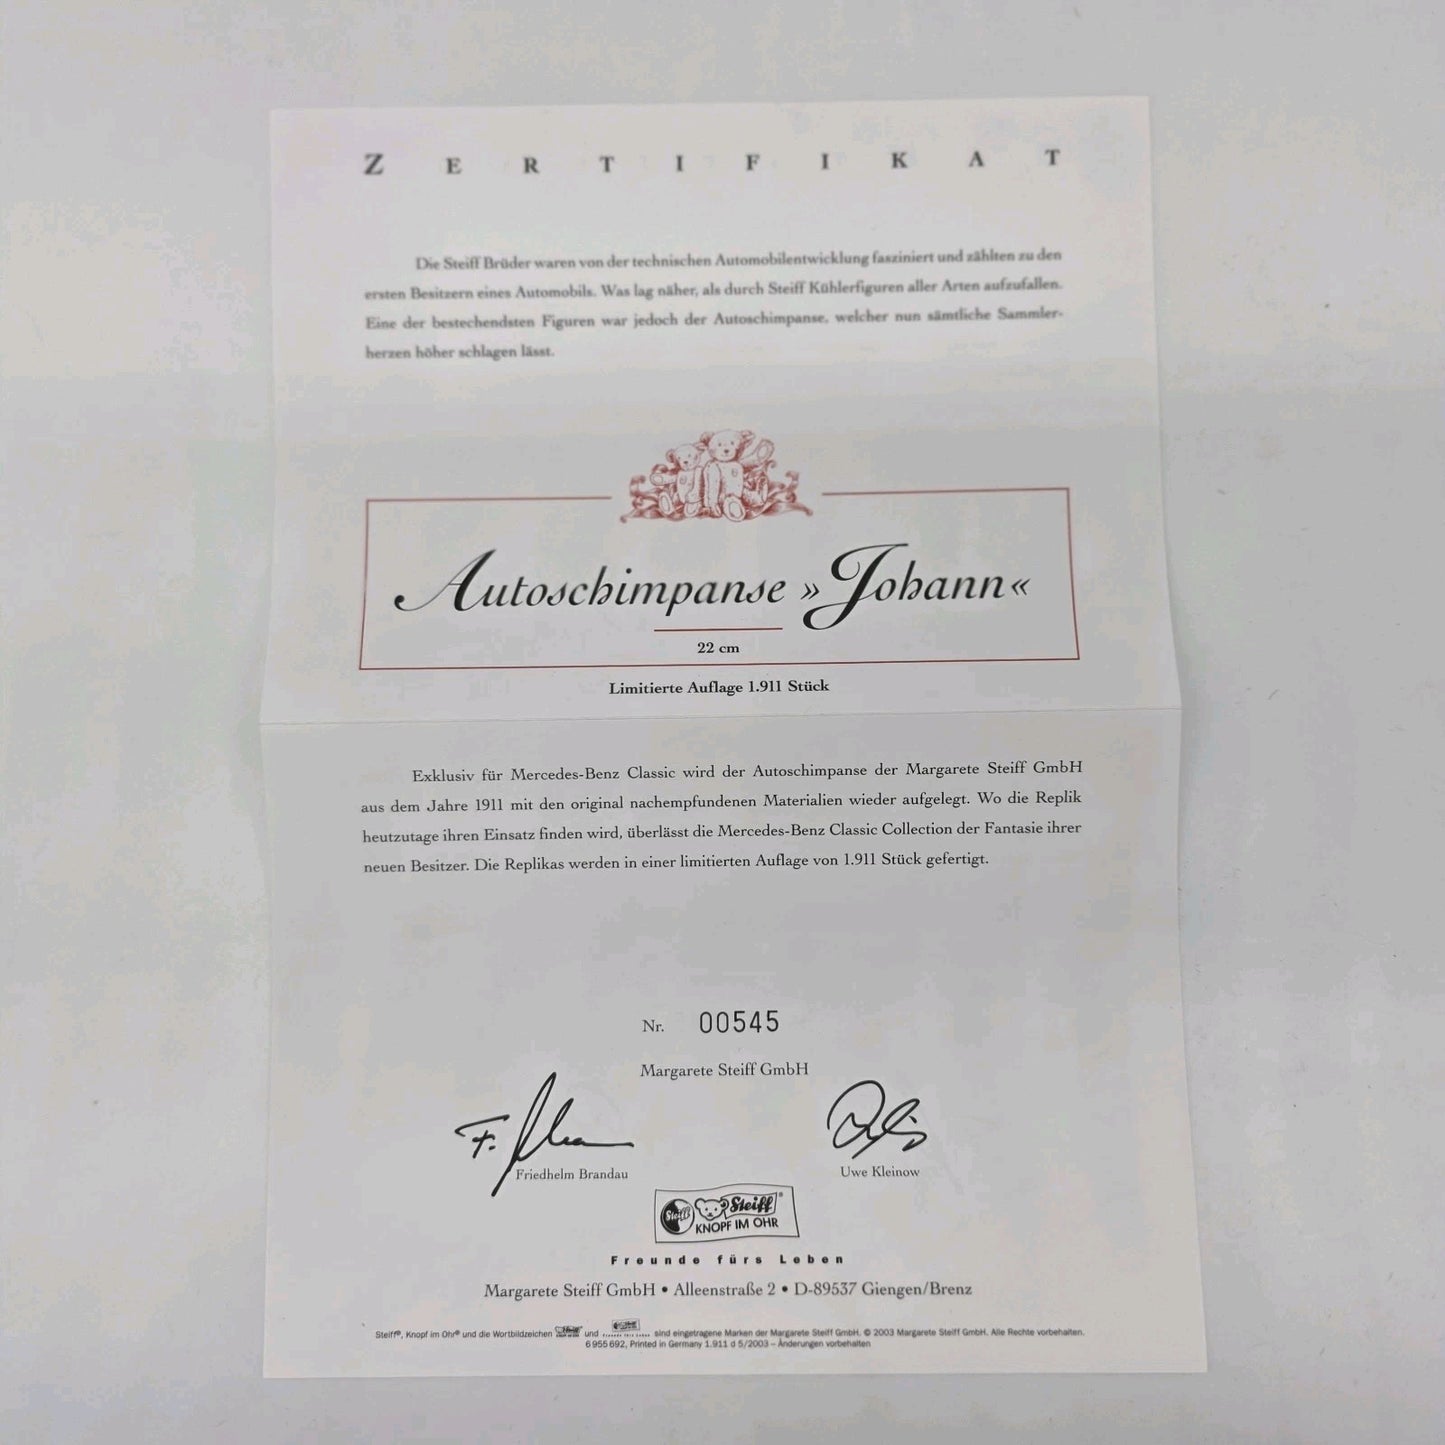 ZERTIFIKAT
Die Steiff Brüder waren von der technischen Automobilentwicklung fasziniert und zählten zu den
ersten Besitzern eines Automobils. Was lag näher, als durch Steiff Kühlerfiguren aller Arten aufzufallen.
Eine der bestechendsten Figuren war jedoch der Autoschimpanse, welcher nun sämtliche Sammler-
herzen höher schlagen lässt.
Autoschimpanse »Johann«
22 cm
Limitierte Auflage 1.911 Stück
Exklusiv für Mercedes-Benz Classic wird der Autoschimpanse der Margarete Steiff GmbH
aus dem Jahre 1911 mit den original nachempfundenen Materialien wieder aufgelegt. Wo die Replik
heutzutage ihren Einsatz finden wird, überlässt die Mercedes-Benz Classic Collection der Fantasie ihrer
neuen Besitzer. Die Replikas werden in einer limitierten Auflage von 1.911 Stück gefertigt.
Nr. 00545
Margarete Steiff GmbH
Friedhelm Brandau Uwe Kleinow
Steiff Steiff®
KNOPF IM OHR
Freunde fürs Leben
Margarete Steiff GmbH • Alleenstraße 2 • D-89537 Giengen/Brenz
Steiff®, Knopf im Ohr® und die Wortbildzeichen und sind eingetragene Marken der Margarete Steiff GmbH. © 2003 Margarete Steiff GmbH. Alle Rechte vorbehalten.
6 955 692, Printed in Germany 1.911 d 5/2003 – Änderungen vorbehalten